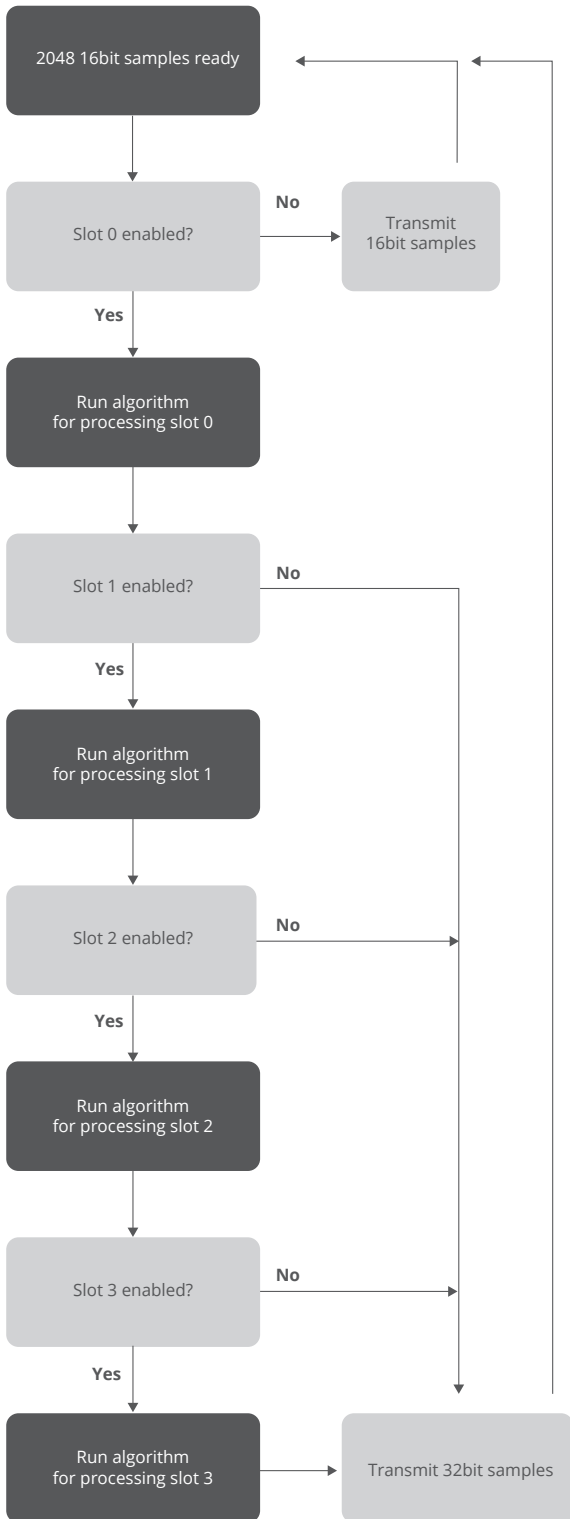 2048 16bit samples ready
Slot 0 enabled?
No
Transmit
16bit samples
Yes
Run algorithm
for processing slot 0
Slot 1 enabled?
No
Yes
Run algorithm
for processing slot 1
Slot 2 enabled?
No
Yes
Run algorithm
for processing slot 2
Slot 3 enabled?
No
Yes
Run algorithm
for processing slot 3
Transmit 32bit samples